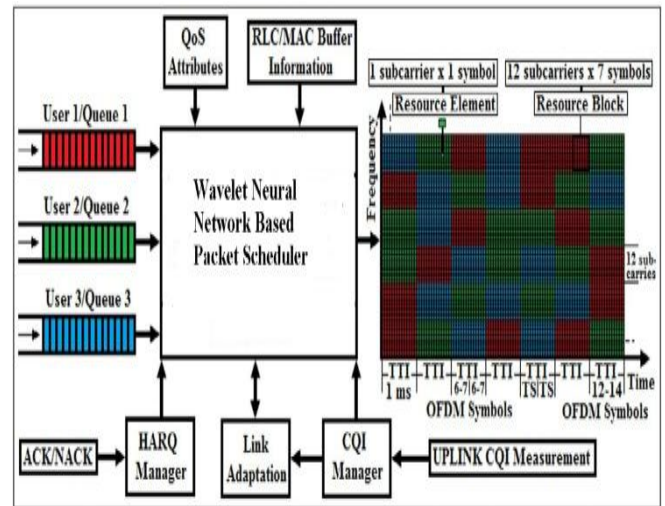 QoS
Attributes
RLC/MAC Buffer
Information
1 subcarrier x 1 symbol
12 subcarriers x 7 symbols
Resource Element
Resource Block
User 1/Queue 1
User 2/Queue 2
User 3/Queue 3
Wavelet Neural
Network Based
Packet Scheduler
Frequency
12 sub-
carries
TTI TTI TTI TTI TTI TTI TTI Time
1 ms 6-7 6-7 TS TS 12-14
OFDM Symbols OFDM Symbols
ACK/NACK
HARQ
Manager
Link
Adaptation
CQI
Manager
UPLINK CQI Measurement